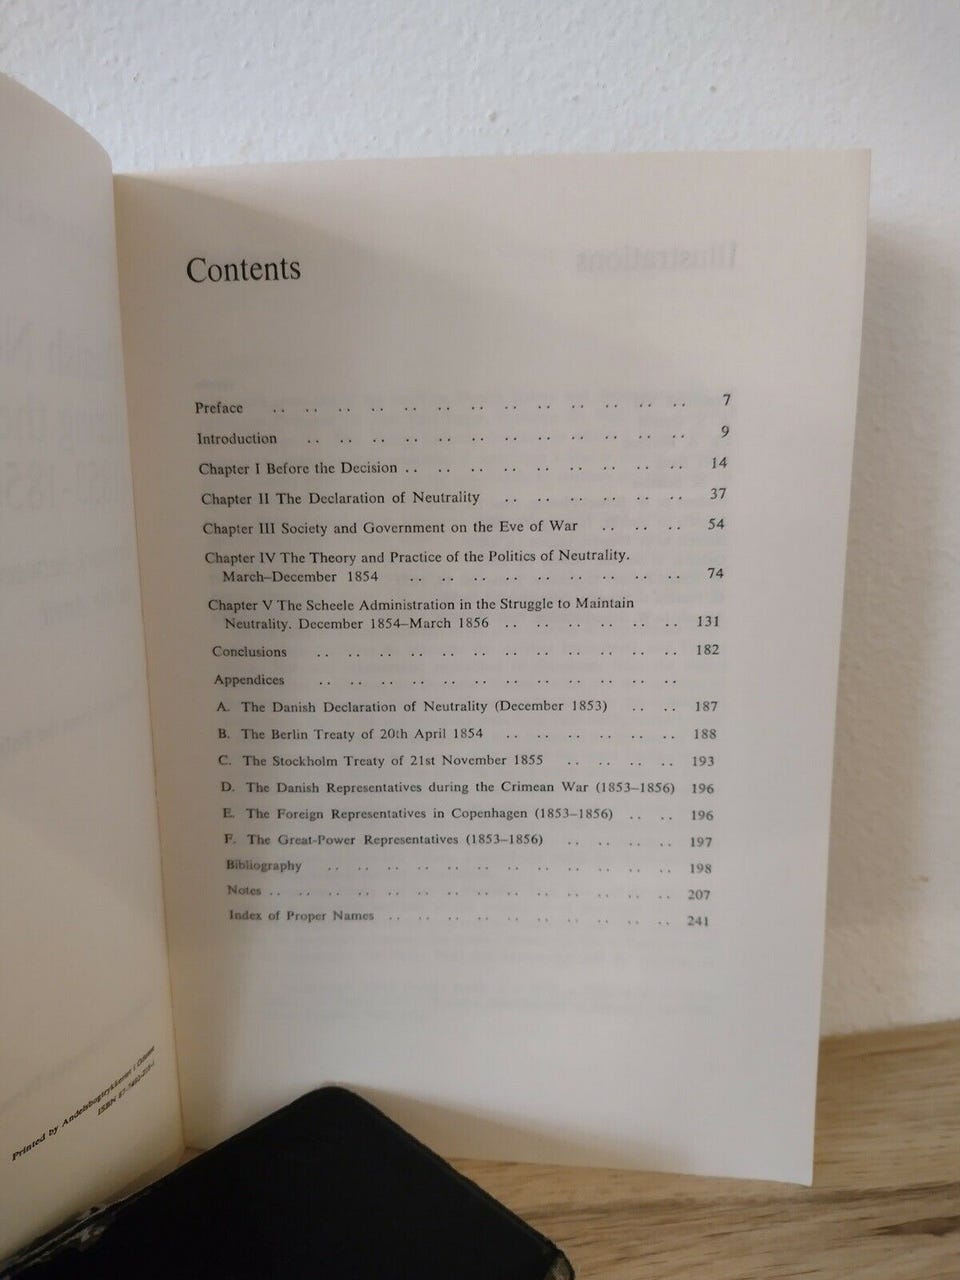 Contents
Preface .. .. .. .. .. .. .. .. .. .. .. .. .. 7
Introduction .. .. .. .. .. .. .. .. .. .. .. .. 9
Chapter I Before the Decision .. .. .. .. .. .. .. .. .. 14
Chapter II The Declaration of Neutrality .. .. .. .. .. .. 37
Chapter III Society and Government on the Eve of War .. .. .. 54
Chapter IV The Theory and Practice of the Politics of Neutrality.
March–December 1854 .. .. .. .. .. .. .. .. .. 74
Chapter V The Scheele Administration in the Struggle to Maintain
Neutrality. December 1854–March 1856 .. .. .. .. .. .. 131
Conclusions .. .. .. .. .. .. .. .. .. .. .. .. 182
Appendices .. .. .. .. .. .. .. .. .. .. .. ..
A. The Danish Declaration of Neutrality (December 1853) .. .. 187
B. The Berlin Treaty of 20th April 1854 .. .. .. .. .. .. 188
C. The Stockholm Treaty of 21st November 1855 .. .. .. .. 193
D. The Danish Representatives during the Crimean War (1853–1856) 196
E. The Foreign Representatives in Copenhagen (1853–1856) .. .. 196
F. The Great-Power Representatives (1853–1856) .. .. .. .. 197
Bibliography .. .. .. .. .. .. .. .. .. .. .. .. 198
Notes .. .. .. .. .. .. .. .. .. .. .. .. .. .. 207
Index of Proper Names .. .. .. .. .. .. .. .. .. .. 241
Printed by Andelsbogtrykkeriet i Odense
ISBN
Illustrations